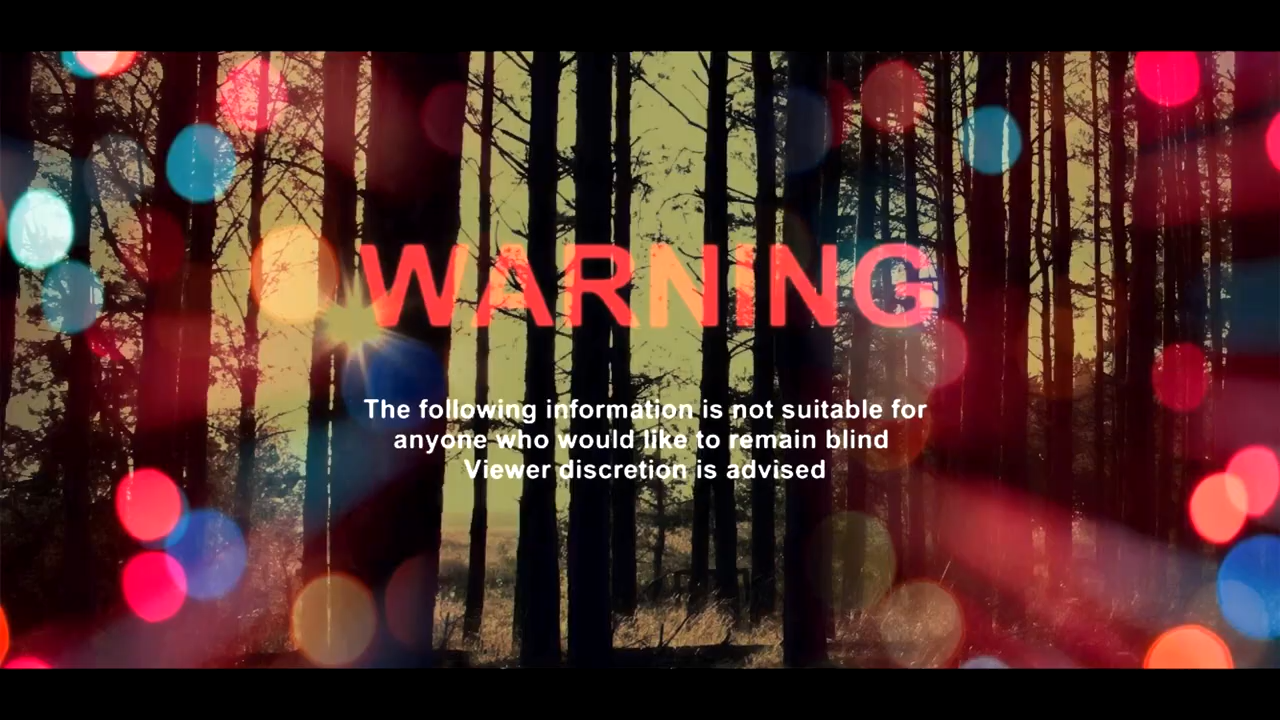 WARNING
The following information is not suitable for
anyone who would like to remain blind
Viewer discretion is advised